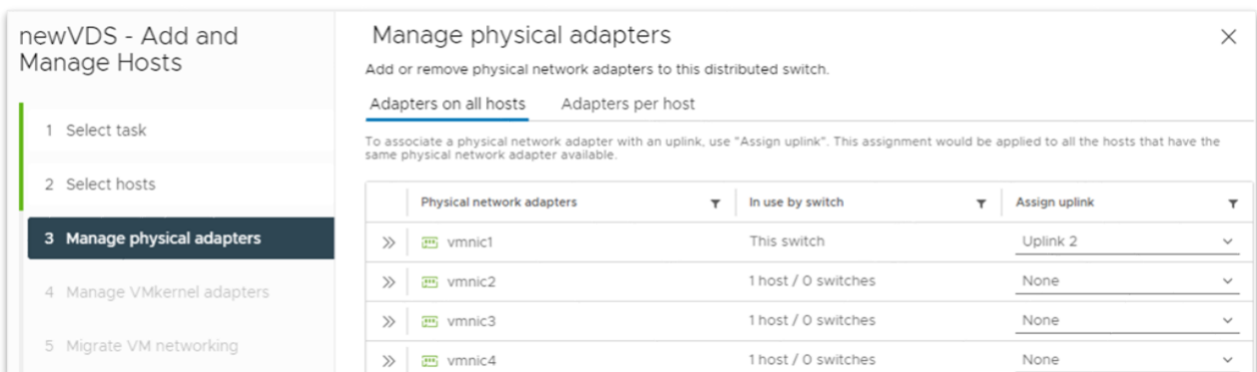 newVDS - Add and
Manage Hosts
1 Select task
2 Select hosts
3 Manage physical adapters
4 Manage VMkernel adapters
5 Migrate VM networking
Manage physical adapters
Add or remove physical network adapters to this distributed switch.
Adapters on all hosts Adapters per host
To associate a physical network adapter with an uplink, use "Assign uplink". This assignment would be applied to all the hosts that have the
same physical network adapter available.
Physical network adapters In use by switch Assign uplink
vmnic1 This switch Uplink 2
vmnic2 1 host / 0 switches None
vmnic3 1 host / 0 switches None
vmnic4 1 host / 0 switches None